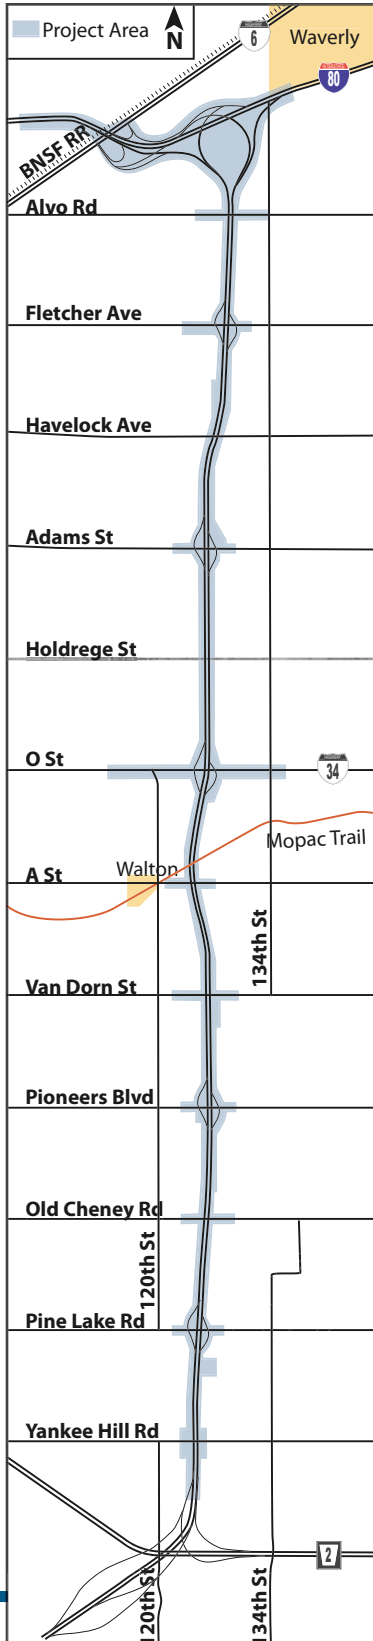 Project Area
N
6
Waverly
80
BNSF RR
Alvo Rd
Fletcher Ave
Havelock Ave
Adams St
Holdrege St
O St
34
Mopac Trail
Walton
A St
134th St
Van Dorn St
Pioneers Blvd
Old Cheney Rd
120th St
Pine Lake Rd
Yankee Hill Rd
2
120th St
134th St